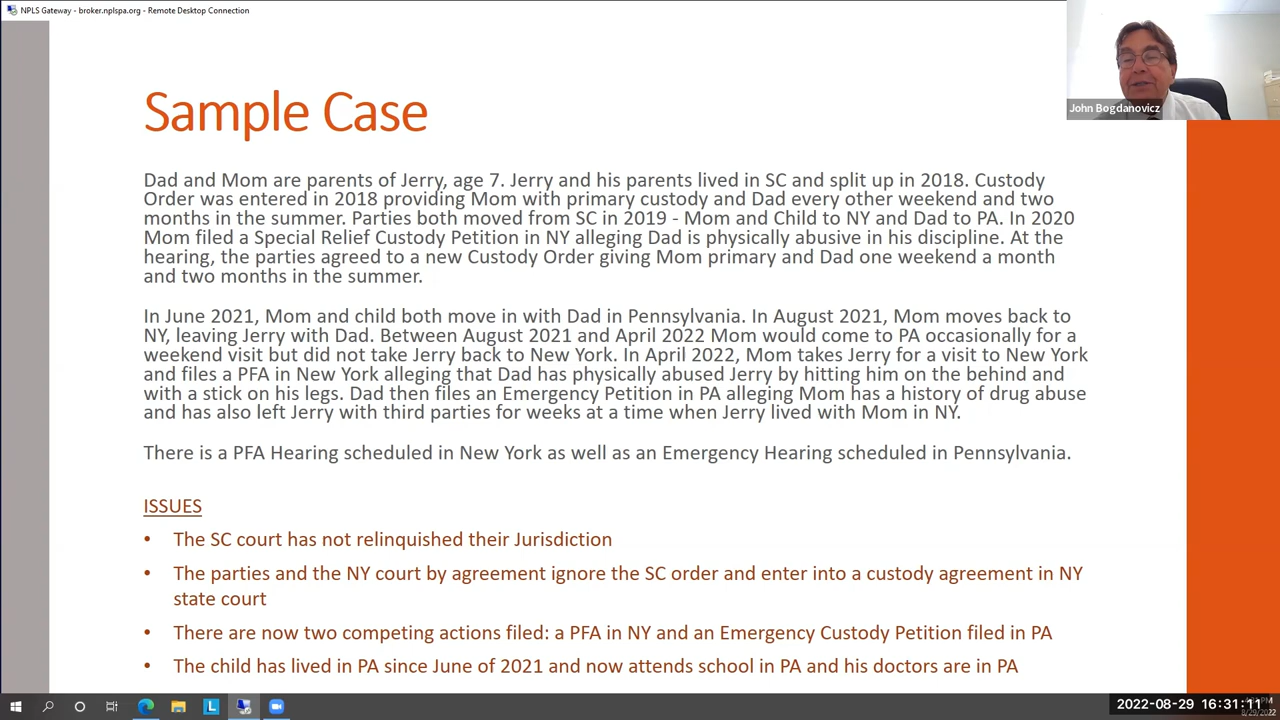 NPLS Gateway - broker.nplspa.org - Remote Desktop Connection
John Bogdanovicz
Sample Case
Dad and Mom are parents of Jerry, age 7. Jerry and his parents lived in SC and split up in 2018. Custody
Order was entered in 2018 providing Mom with primary custody and Dad every other weekend and two
months in the summer. Parties both moved from SC in 2019 - Mom and Child to NY and Dad to PA. In 2020
Mom filed a Special Relief Custody Petition in NY alleging Dad is physically abusive in his discipline. At the
hearing, the parties agreed to a new Custody Order giving Mom primary and Dad one weekend a month
and two months in the summer.
In June 2021, Mom and child both move in with Dad in Pennsylvania. In August 2021, Mom moves back to
NY, leaving Jerry with Dad. Between August 2021 and April 2022 Mom would come to PA occasionally for a
weekend visit but did not take Jerry back to New York. In April 2022, Mom takes Jerry for a visit to New York
and files a PFA in New York alleging that Dad has physically abused Jerry by hitting him on the behind and
with a stick on his legs. Dad then files an Emergency Petition in PA alleging Mom has a history of drug abuse
and has also left Jerry with third parties for weeks at a time when Jerry lived with Mom in NY.
There is a PFA Hearing scheduled in New York as well as an Emergency Hearing scheduled in Pennsylvania.
ISSUES
• The SC court has not relinquished their Jurisdiction
• The parties and the NY court by agreement ignore the SC order and enter into a custody agreement in NY
state court
• There are now two competing actions filed: a PFA in NY and an Emergency Custody Petition filed in PA
• The child has lived in PA since June of 2021 and now attends school in PA and his doctors are in PA
L
2022-08-29 16:31:11